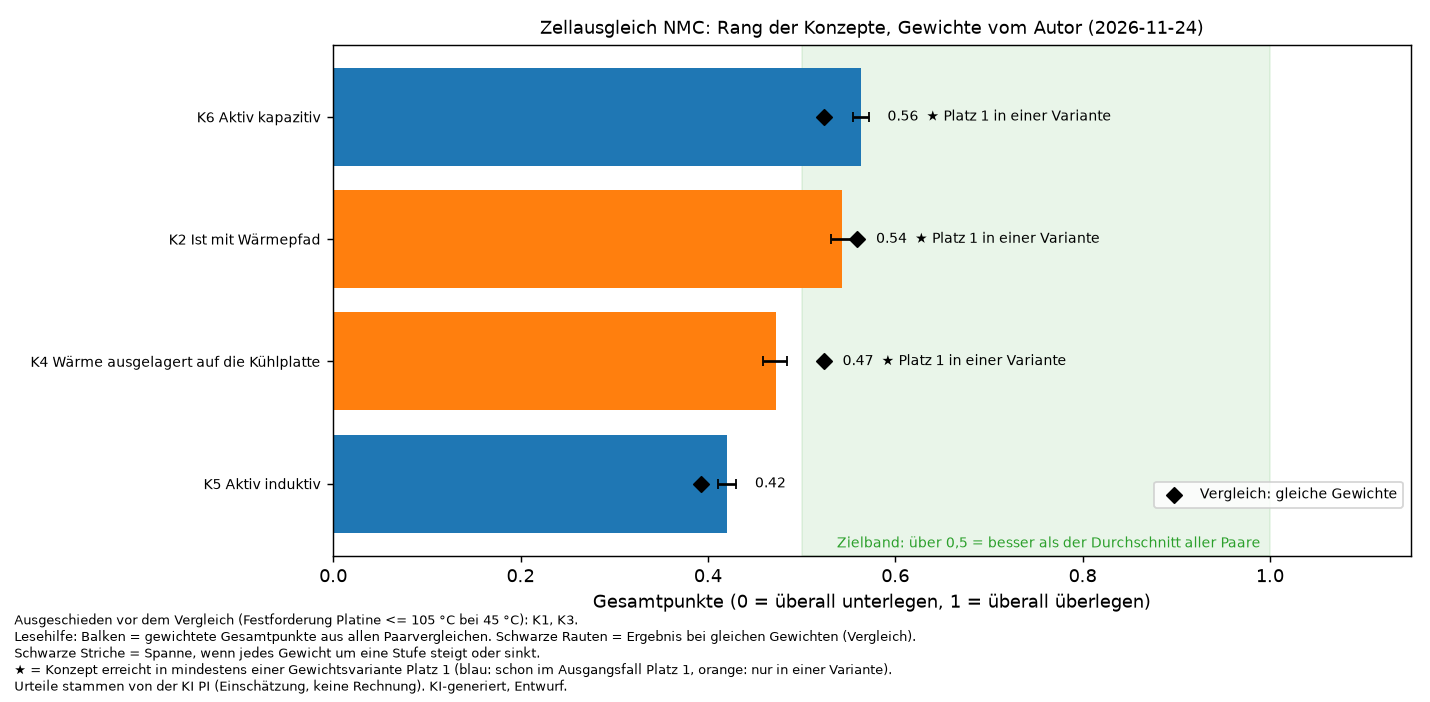 Zellausgleich NMC: Rang der Konzepte, Gewichte vom Autor (2026-11-24)
K6 Aktiv kapazitiv
0.56 ★ Platz 1 in einer Variante
K2 Ist mit Wärmepfad
0.54 ★ Platz 1 in einer Variante
K4 Wärme ausgelagert auf die Kühlplatte
0.47 ★ Platz 1 in einer Variante
K5 Aktiv induktiv
0.42
Vergleich: gleiche Gewichte
Zielband: über 0,5 = besser als der Durchschnitt aller Paare
0.0 0.2 0.4 0.6 0.8 1.0
Gesamtpunkte (0 = überall unterlegen, 1 = überall überlegen)
Ausgeschieden vor dem Vergleich (Festforderung Platine <= 105 °C bei 45 °C): K1, K3.
Lesehilfe: Balken = gewichtete Gesamtpunkte aus allen Paarvergleichen. Schwarze Rauten = Ergebnis bei gleichen Gewichten (Vergleich).
Schwarze Striche = Spanne, wenn jedes Gewicht um eine Stufe steigt oder sinkt.
★ = Konzept erreicht in mindestens einer Gewichtsvariante Platz 1 (blau: schon im Ausgangsfall Platz 1, orange: nur in einer Variante).
Urteile stammen von der KI PI (Einschätzung, keine Rechnung). KI-generiert, Entwurf.